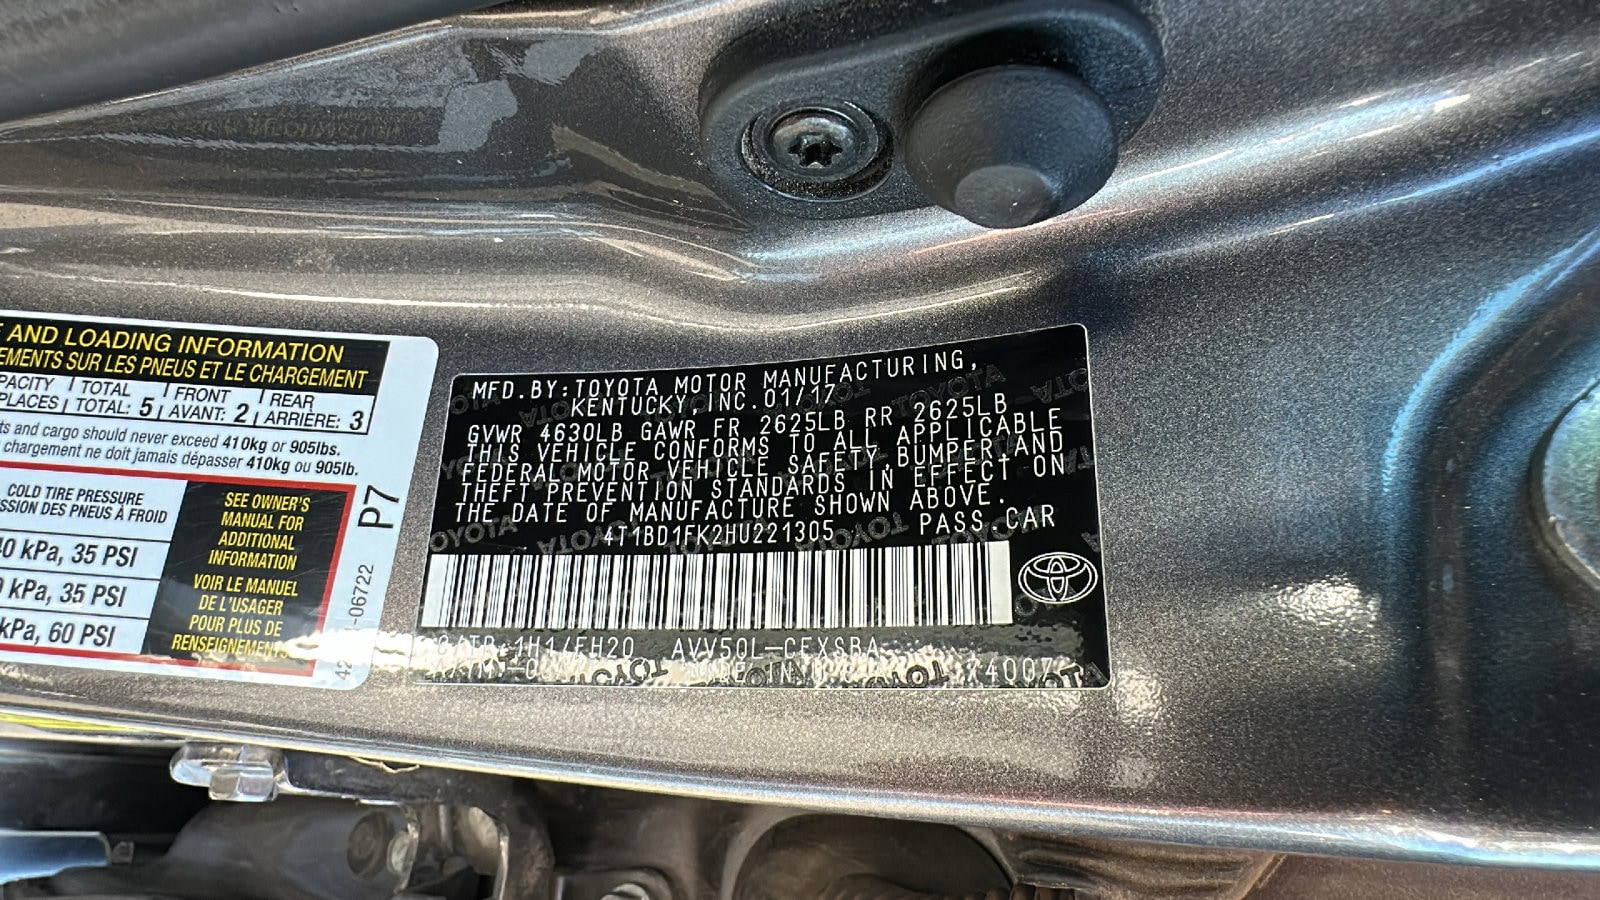 AND LOADING INFORMATION
EMENTS SUR LES PNEUS ET LE CHARGEMENT
PACITY TOTAL FRONT REAR
PLACES TOTAL: 5 AVANT: 2 ARRIÈRE: 3
ts and cargo should never exceed 410kg or 905lbs.
chargement ne doit jamais dépasser 410kg ou 905lb.
COLD TIRE PRESSURE
SSION DES PNEUS À FROID
40 kPa, 35 PSI
0 kPa, 35 PSI
kPa, 60 PSI
SEE OWNER'S
MANUAL FOR
ADDITIONAL
INFORMATION
VOIR LE MANUEL
DE L'USAGER
POUR PLUS DE
RENSEIGNEMENTS
P7
-06722
MFD.BY:TOYOTA MOTOR MANUFACTURING,
KENTUCKY,INC.01/17
GVWR 4630LB GAWR FR 2625LB RR 2625LB
THIS VEHICLE CONFORMS TO ALL APPLICABLE
FEDERAL MOTOR VEHICLE SAFETY,BUMPER,AND
THEFT PREVENTION STANDARDS IN EFFECT ON
THE DATE OF MANUFACTURE SHOWN ABOVE.
4T1BD1FK2HU221305 PASS.CAR
C/TR:1H1/FH20 AVV50L-CEXSBA
MADE IN